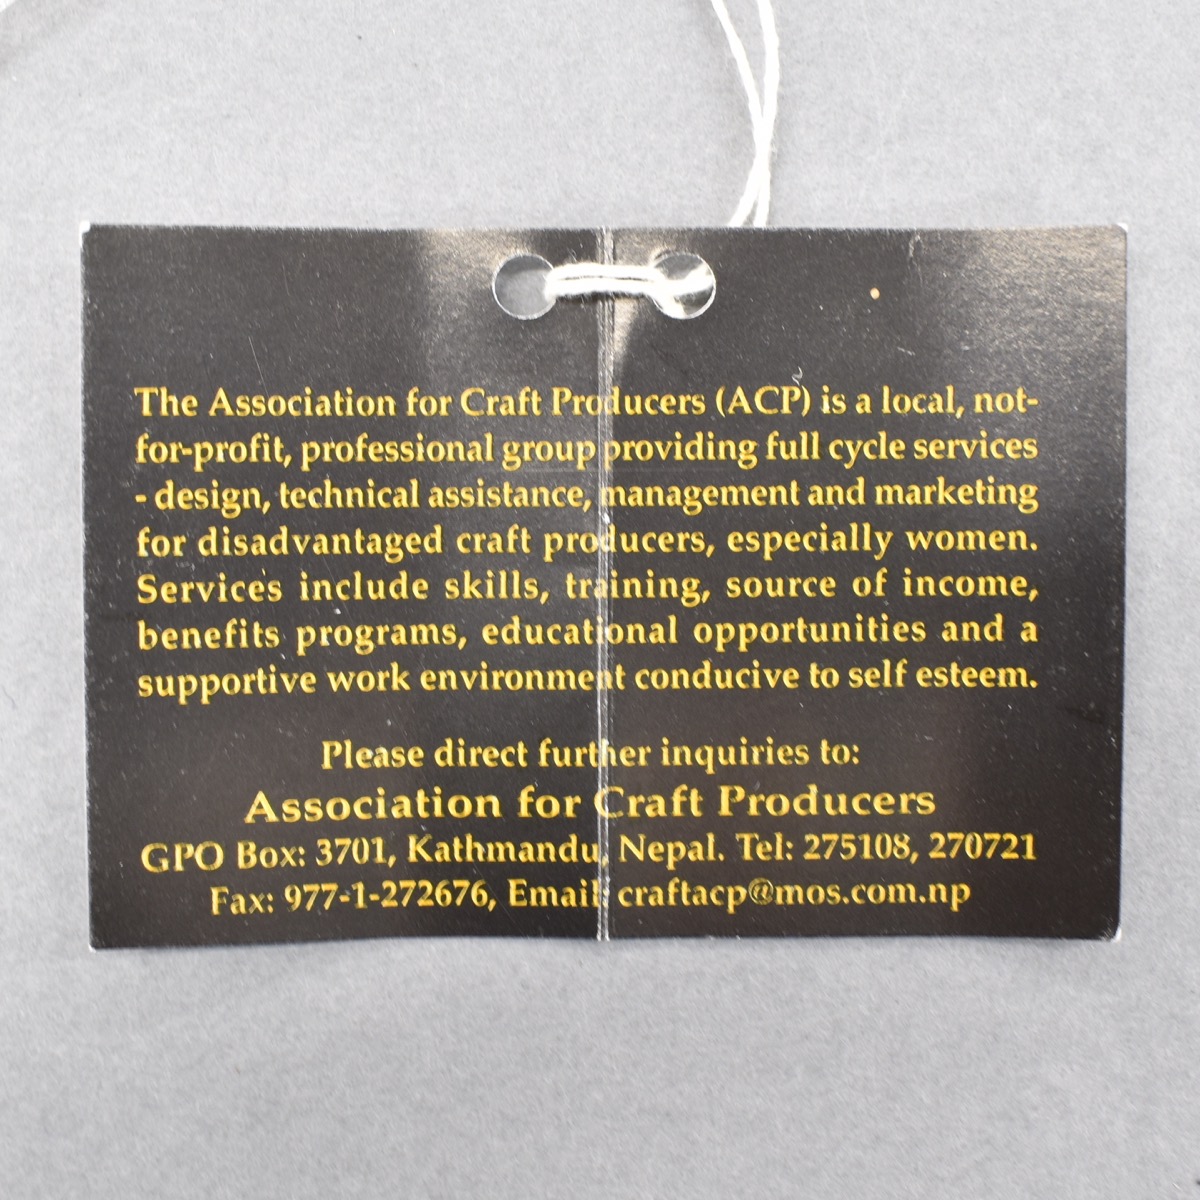 The Association for Craft Producers (ACP) is a local, not-
for-profit, professional group providing full cycle services
- design, technical assistance, management and marketing
for disadvantaged craft producers, especially women.
Services include skills, training, source of income,
benefits programs, educational opportunities and a
supportive work environment conducive to self esteem.
Please direct further inquiries to:
Association for Craft Producers
GPO Box: 3701, Kathmandu, Nepal. Tel: 275108, 270721
Fax: 977-1-272676, Email: craftacp@mos.com.np